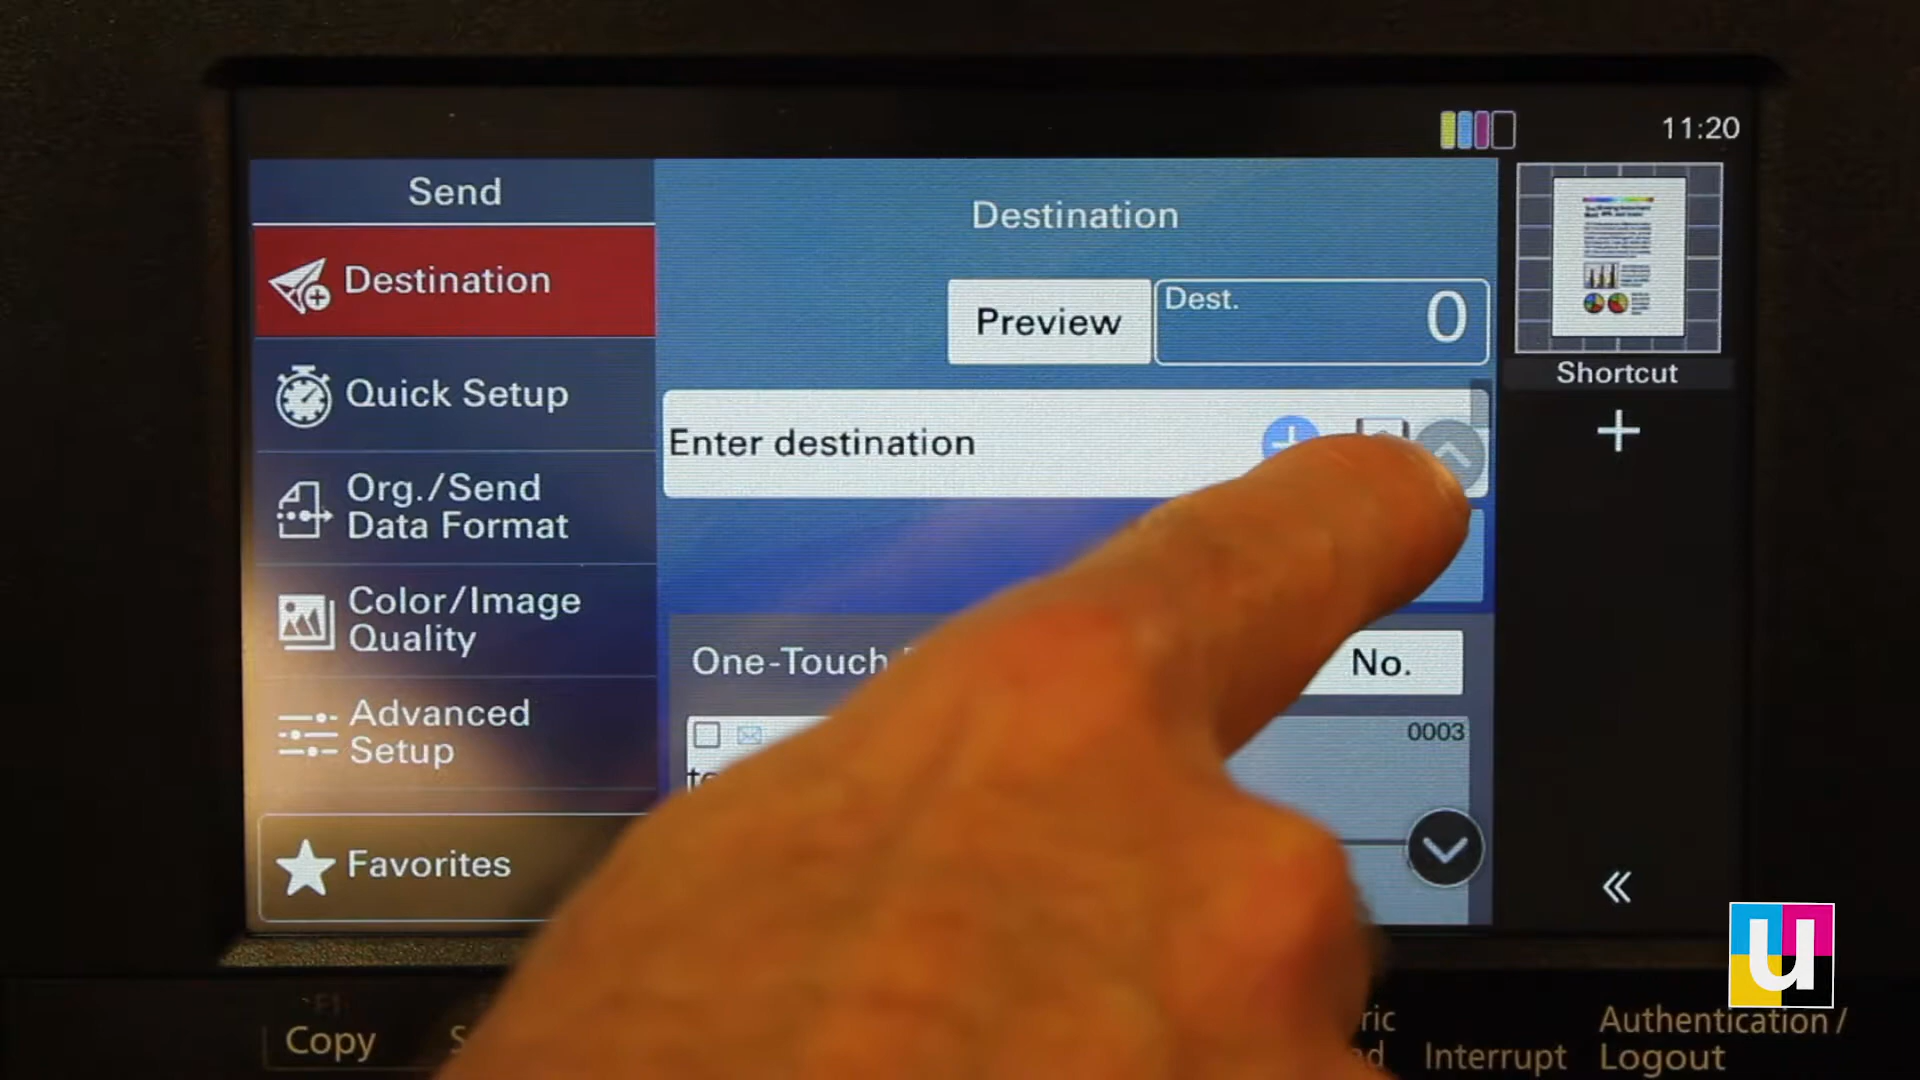 11:20
Send
Destination
Destination
Preview
Dest.
0
Shortcut
Quick Setup
Enter destination
Org./Send
Data Format
Color/Image
Quality
One-Touch
No.
Advanced
Setup
0003
Favorites
u
Copy
Interrupt
Authentication /
Logout